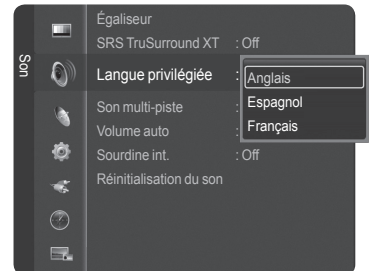 Son
Égaliseur
SRS TruSurround XT : Off
Langue privilégiée :
Anglais
Espagnol
Français
Son multi-piste :
Volume auto :
Sourdine int. : Off
Réinitialisation du son